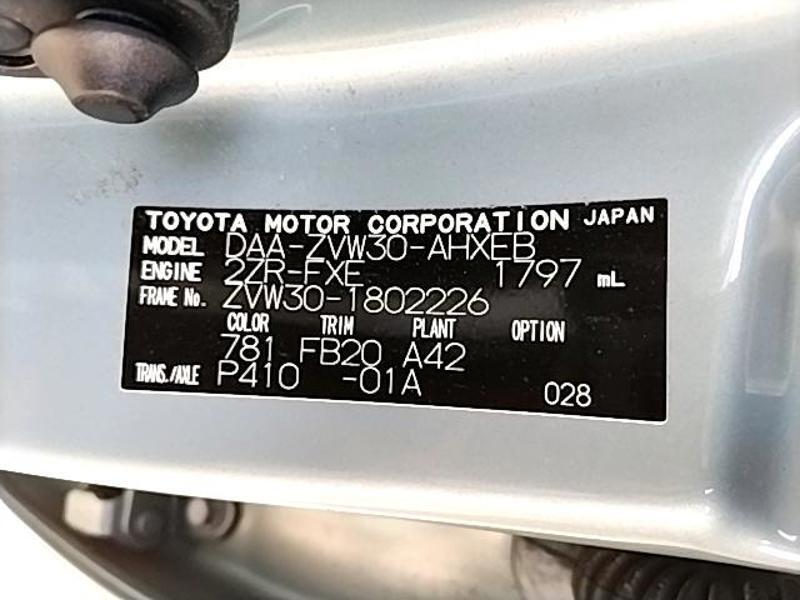 TOYOTA MOTOR CORPORATION JAPAN
MODEL DAA-ZVW30-AHXEB
ENGINE 2ZR-FXE 1797 mL
FRAME No. ZVW30-1802226
COLOR TRIM PLANT OPTION
781 FB20 A42
TRANS./AXLE P410 -01A 028